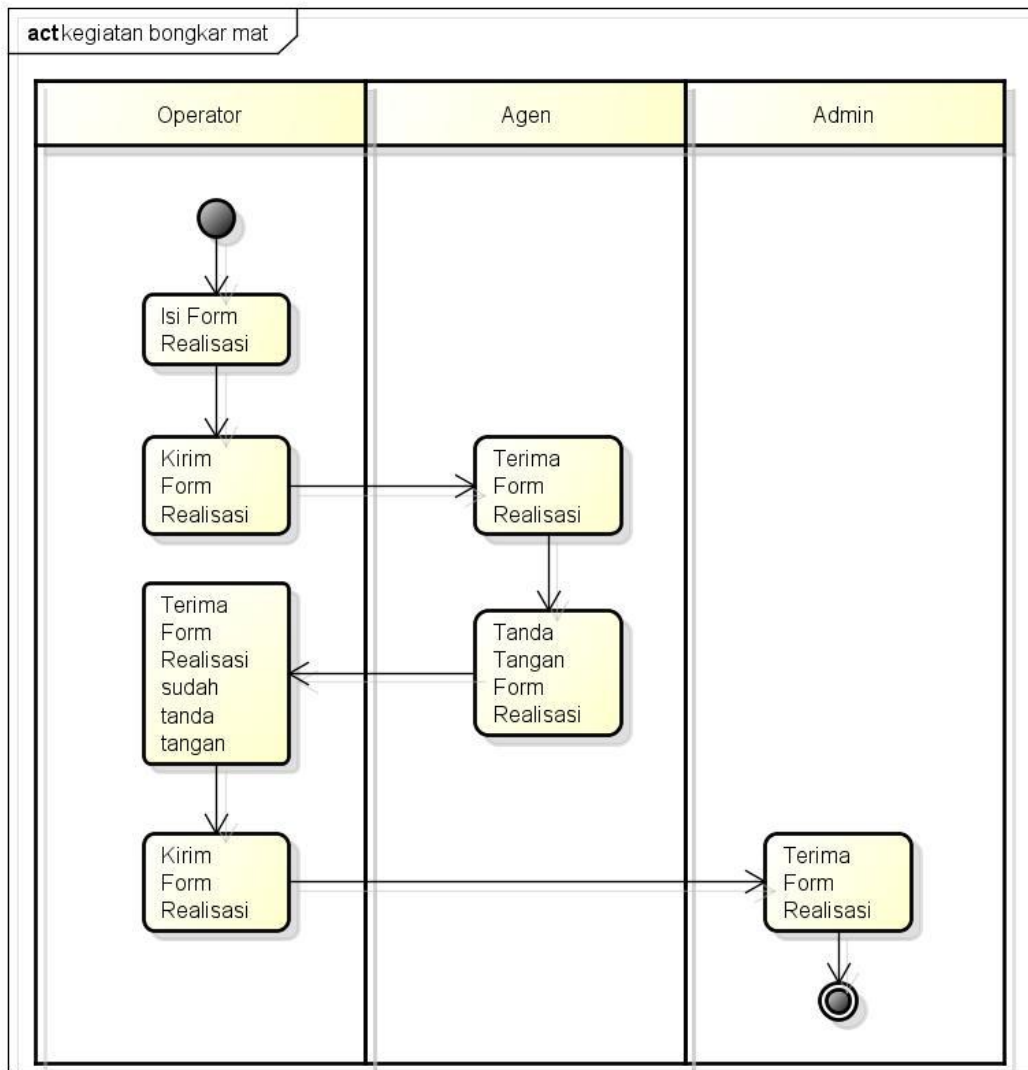 act kegiatan bongkar mat
Operator
Agen
Admin
Isi Form
Realisasi
Kirim
Form
Realisasi
Terima
Form
Realisasi
Tanda
Tangan
Form
Realisasi
Terima
Form
Realisasi
sudah
tanda
tangan
Kirim
Form
Realisasi
Terima
Form
Realisasi